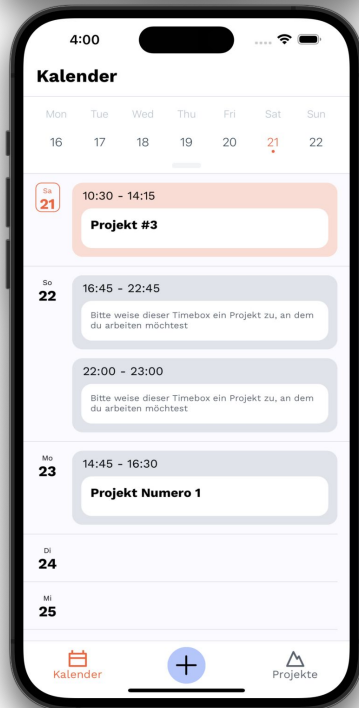 4:00
Kalender
Mon Tue Wed Thu Fri Sat Sun
16 17 18 19 20 21 22
Sa
21
10:30 - 14:15
Projekt #3
So
22
16:45 - 22:45
Bitte weise dieser Timebox ein Projekt zu, an dem
du arbeiten möchtest
22:00 - 23:00
Bitte weise dieser Timebox ein Projekt zu, an dem
du arbeiten möchtest
Mo
23
14:45 - 16:30
Projekt Numero 1
Di
24
Mi
25
Kalender
Projekte